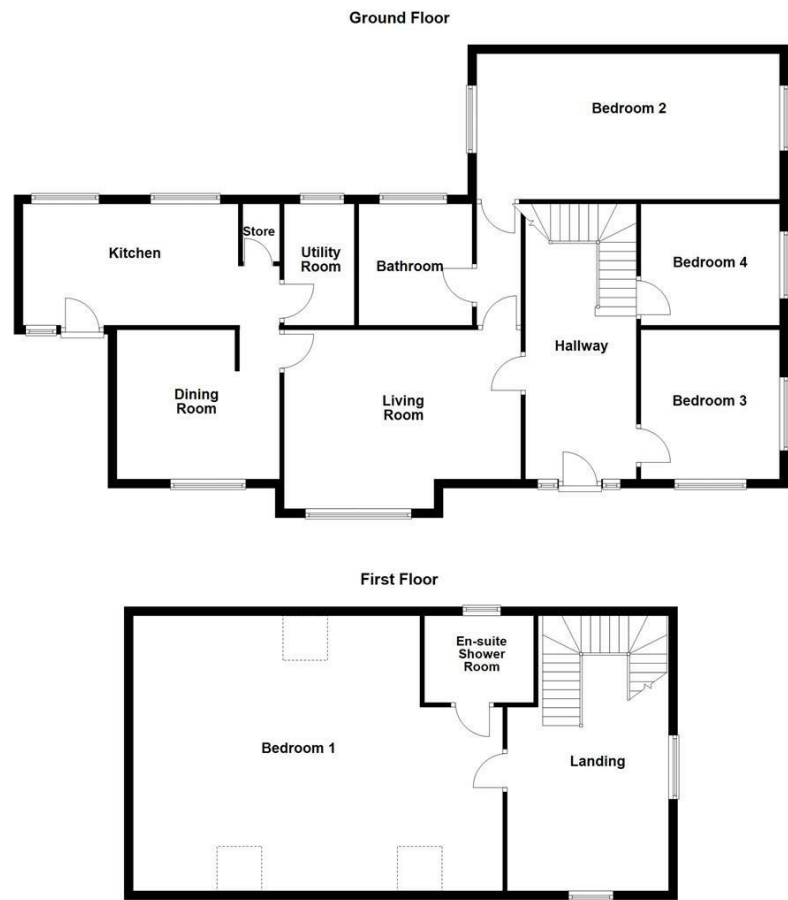 Ground Floor
Bedroom 2
Kitchen
Store
Utility
Room
Bathroom
Bedroom 4
Hallway
Dining
Room
Living
Room
Bedroom 3
First Floor
En-suite
Shower
Room
Bedroom 1
Landing